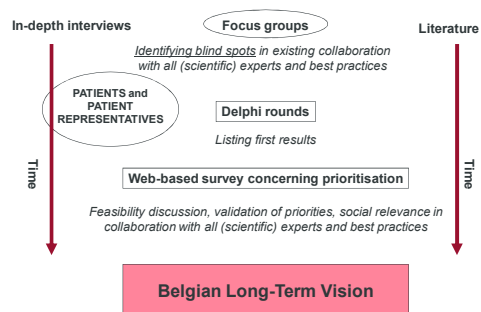 In-depth interviews
Focus groups
Literature
Identifying blind spots in existing collaboration
with all (scientific) experts and best practices
PATIENTS and
PATIENT
REPRESENTATIVES
Delphi rounds
Listing first results
Time
Time
Web-based survey concerning prioritisation
Feasibility discussion, validation of priorities, social relevance in
collaboration with all (scientific) experts and best practices
Belgian Long-Term Vision